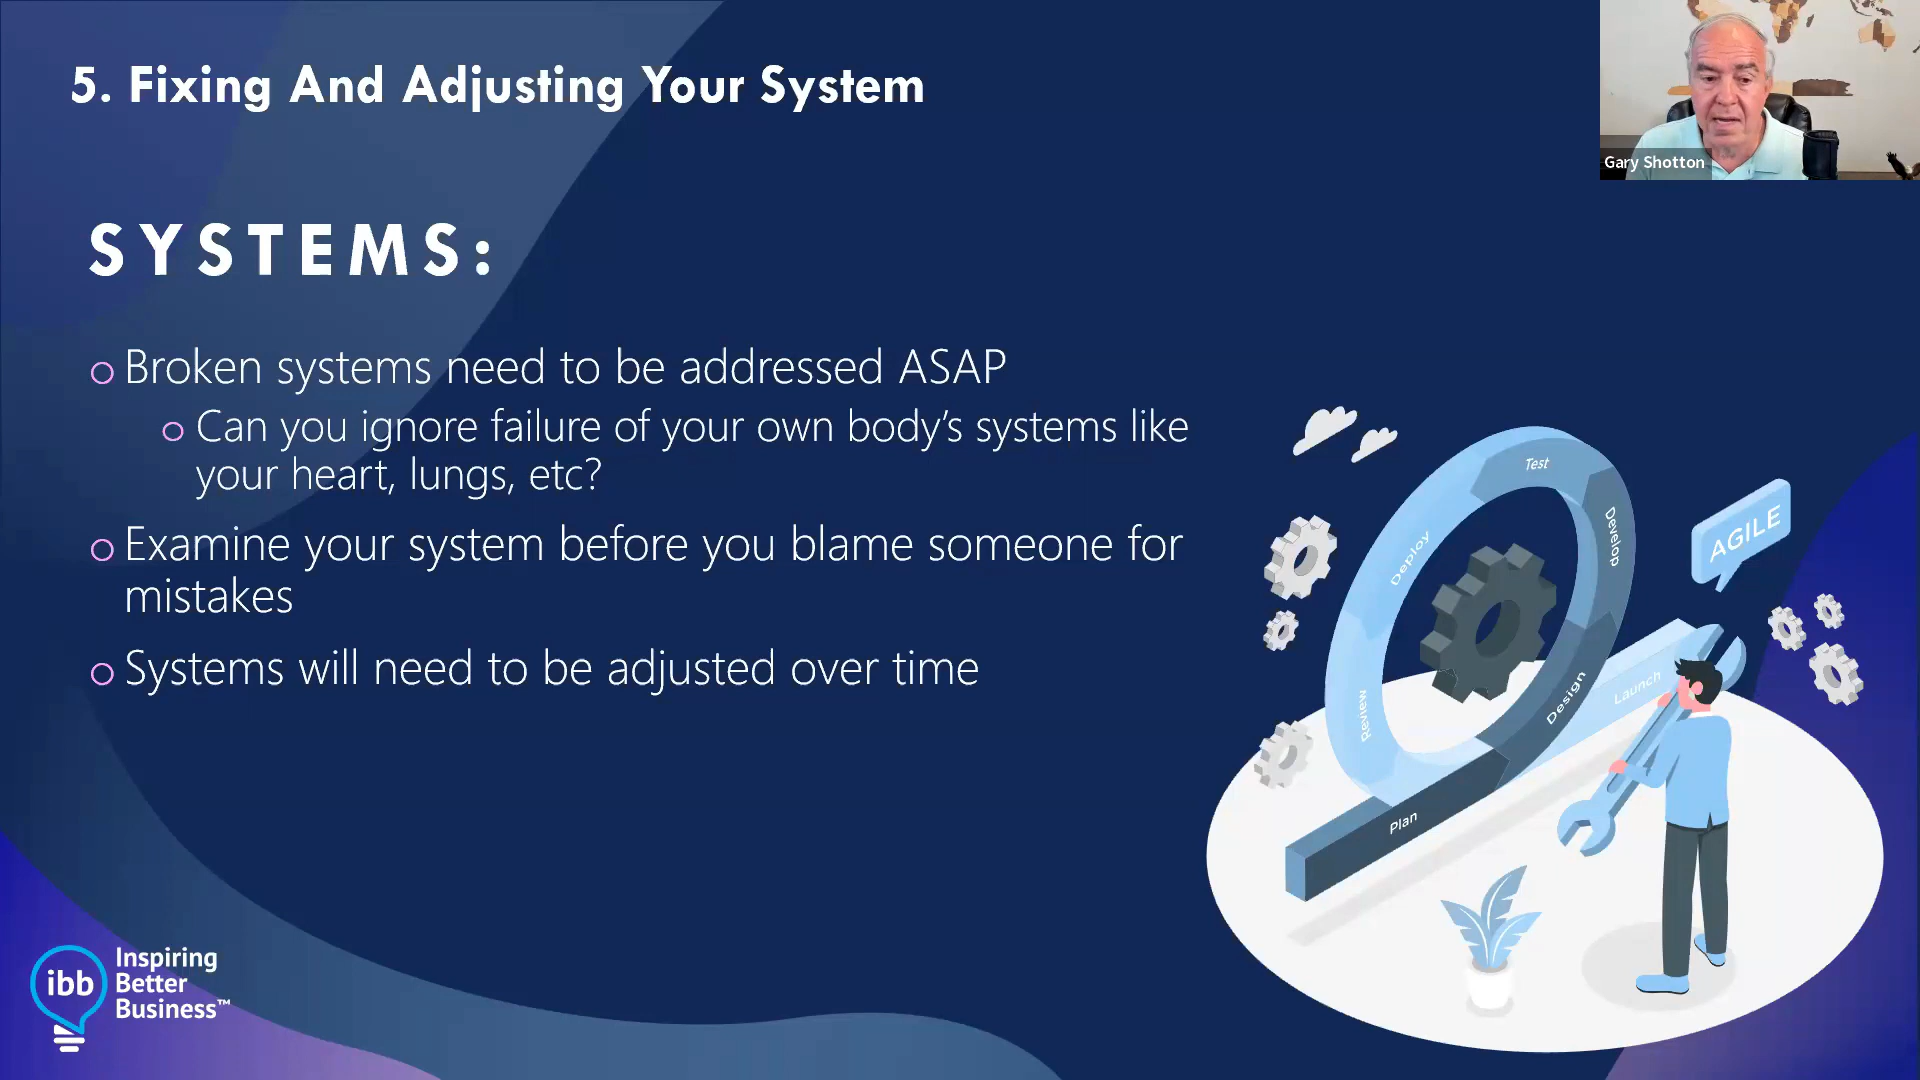 5. Fixing And Adjusting Your System
Gary Shotton
SYSTEMS:
o Broken systems need to be addressed ASAP
o Can you ignore failure of your own body's systems like
your heart, lungs, etc?
o Examine your system before you blame someone for
mistakes
o Systems will need to be adjusted over time
Test
Develop
Deploy
AGILE
Review
Design
Launch
Plan
ibb
Inspiring
Better
Business™